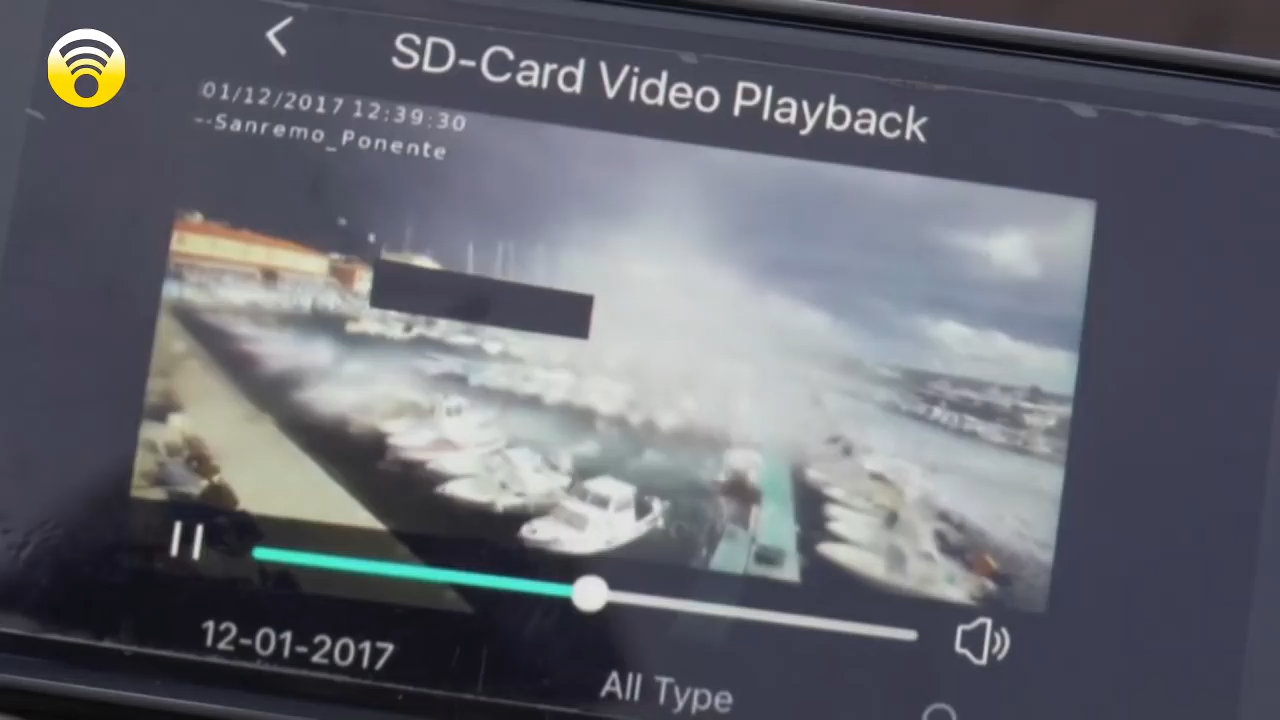 SD-Card Video Playback
01/12/2017 12:39:30
--Sanremo_Ponente
12-01-2017
All Type